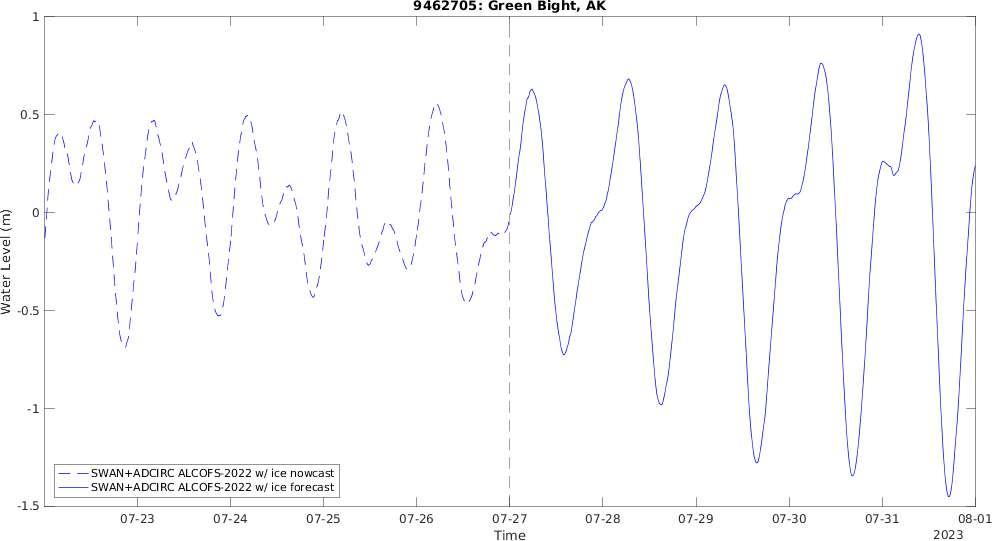 9462705: Green Bight, AK
1
0.5
0
-0.5
-1
-1.5
Water Level (m)
SWAN+ADCIRC ALCOFS-2022 w/ ice nowcast
SWAN+ADCIRC ALCOFS-2022 w/ ice forecast
07-23 07-24 07-25 07-26 07-27 07-28 07-29 07-30 07-31 08-01
Time
2023